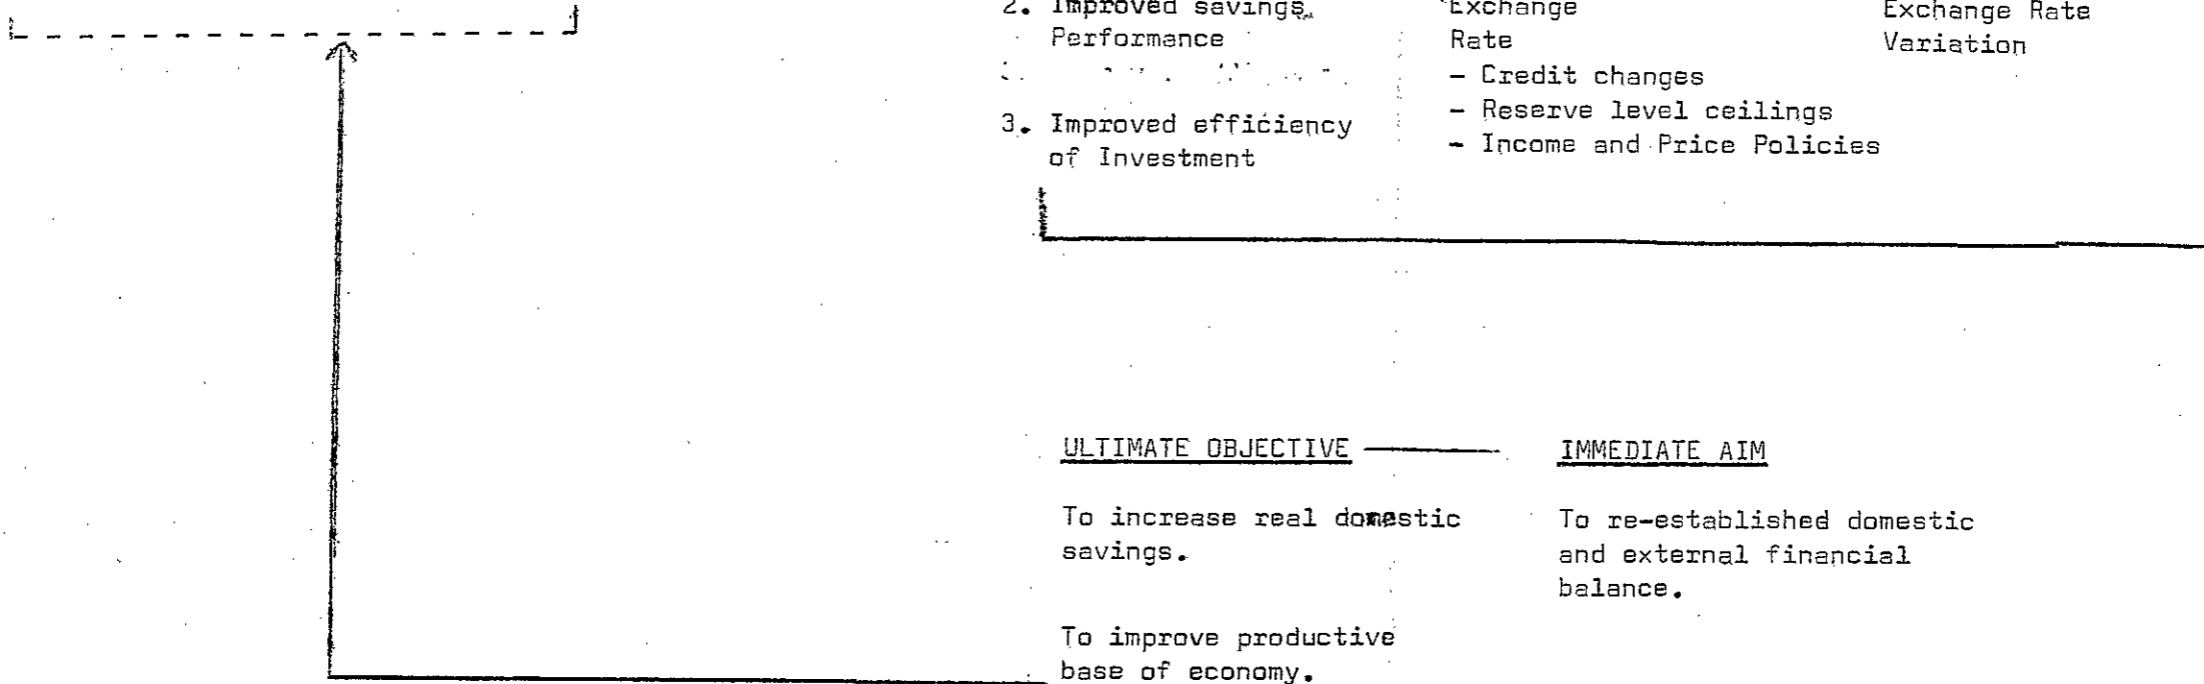 2. Improved savings
Performance
3. Improved efficiency
of Investment
Exchange
Rate
- Credit changes
- Reserve level ceilings
- Income and Price Policies
Exchange Rate
Variation
ULTIMATE OBJECTIVE
To increase real domestic
savings.
To improve productive
base of economy.
IMMEDIATE AIM
To re-established domestic
and external financial
balance.